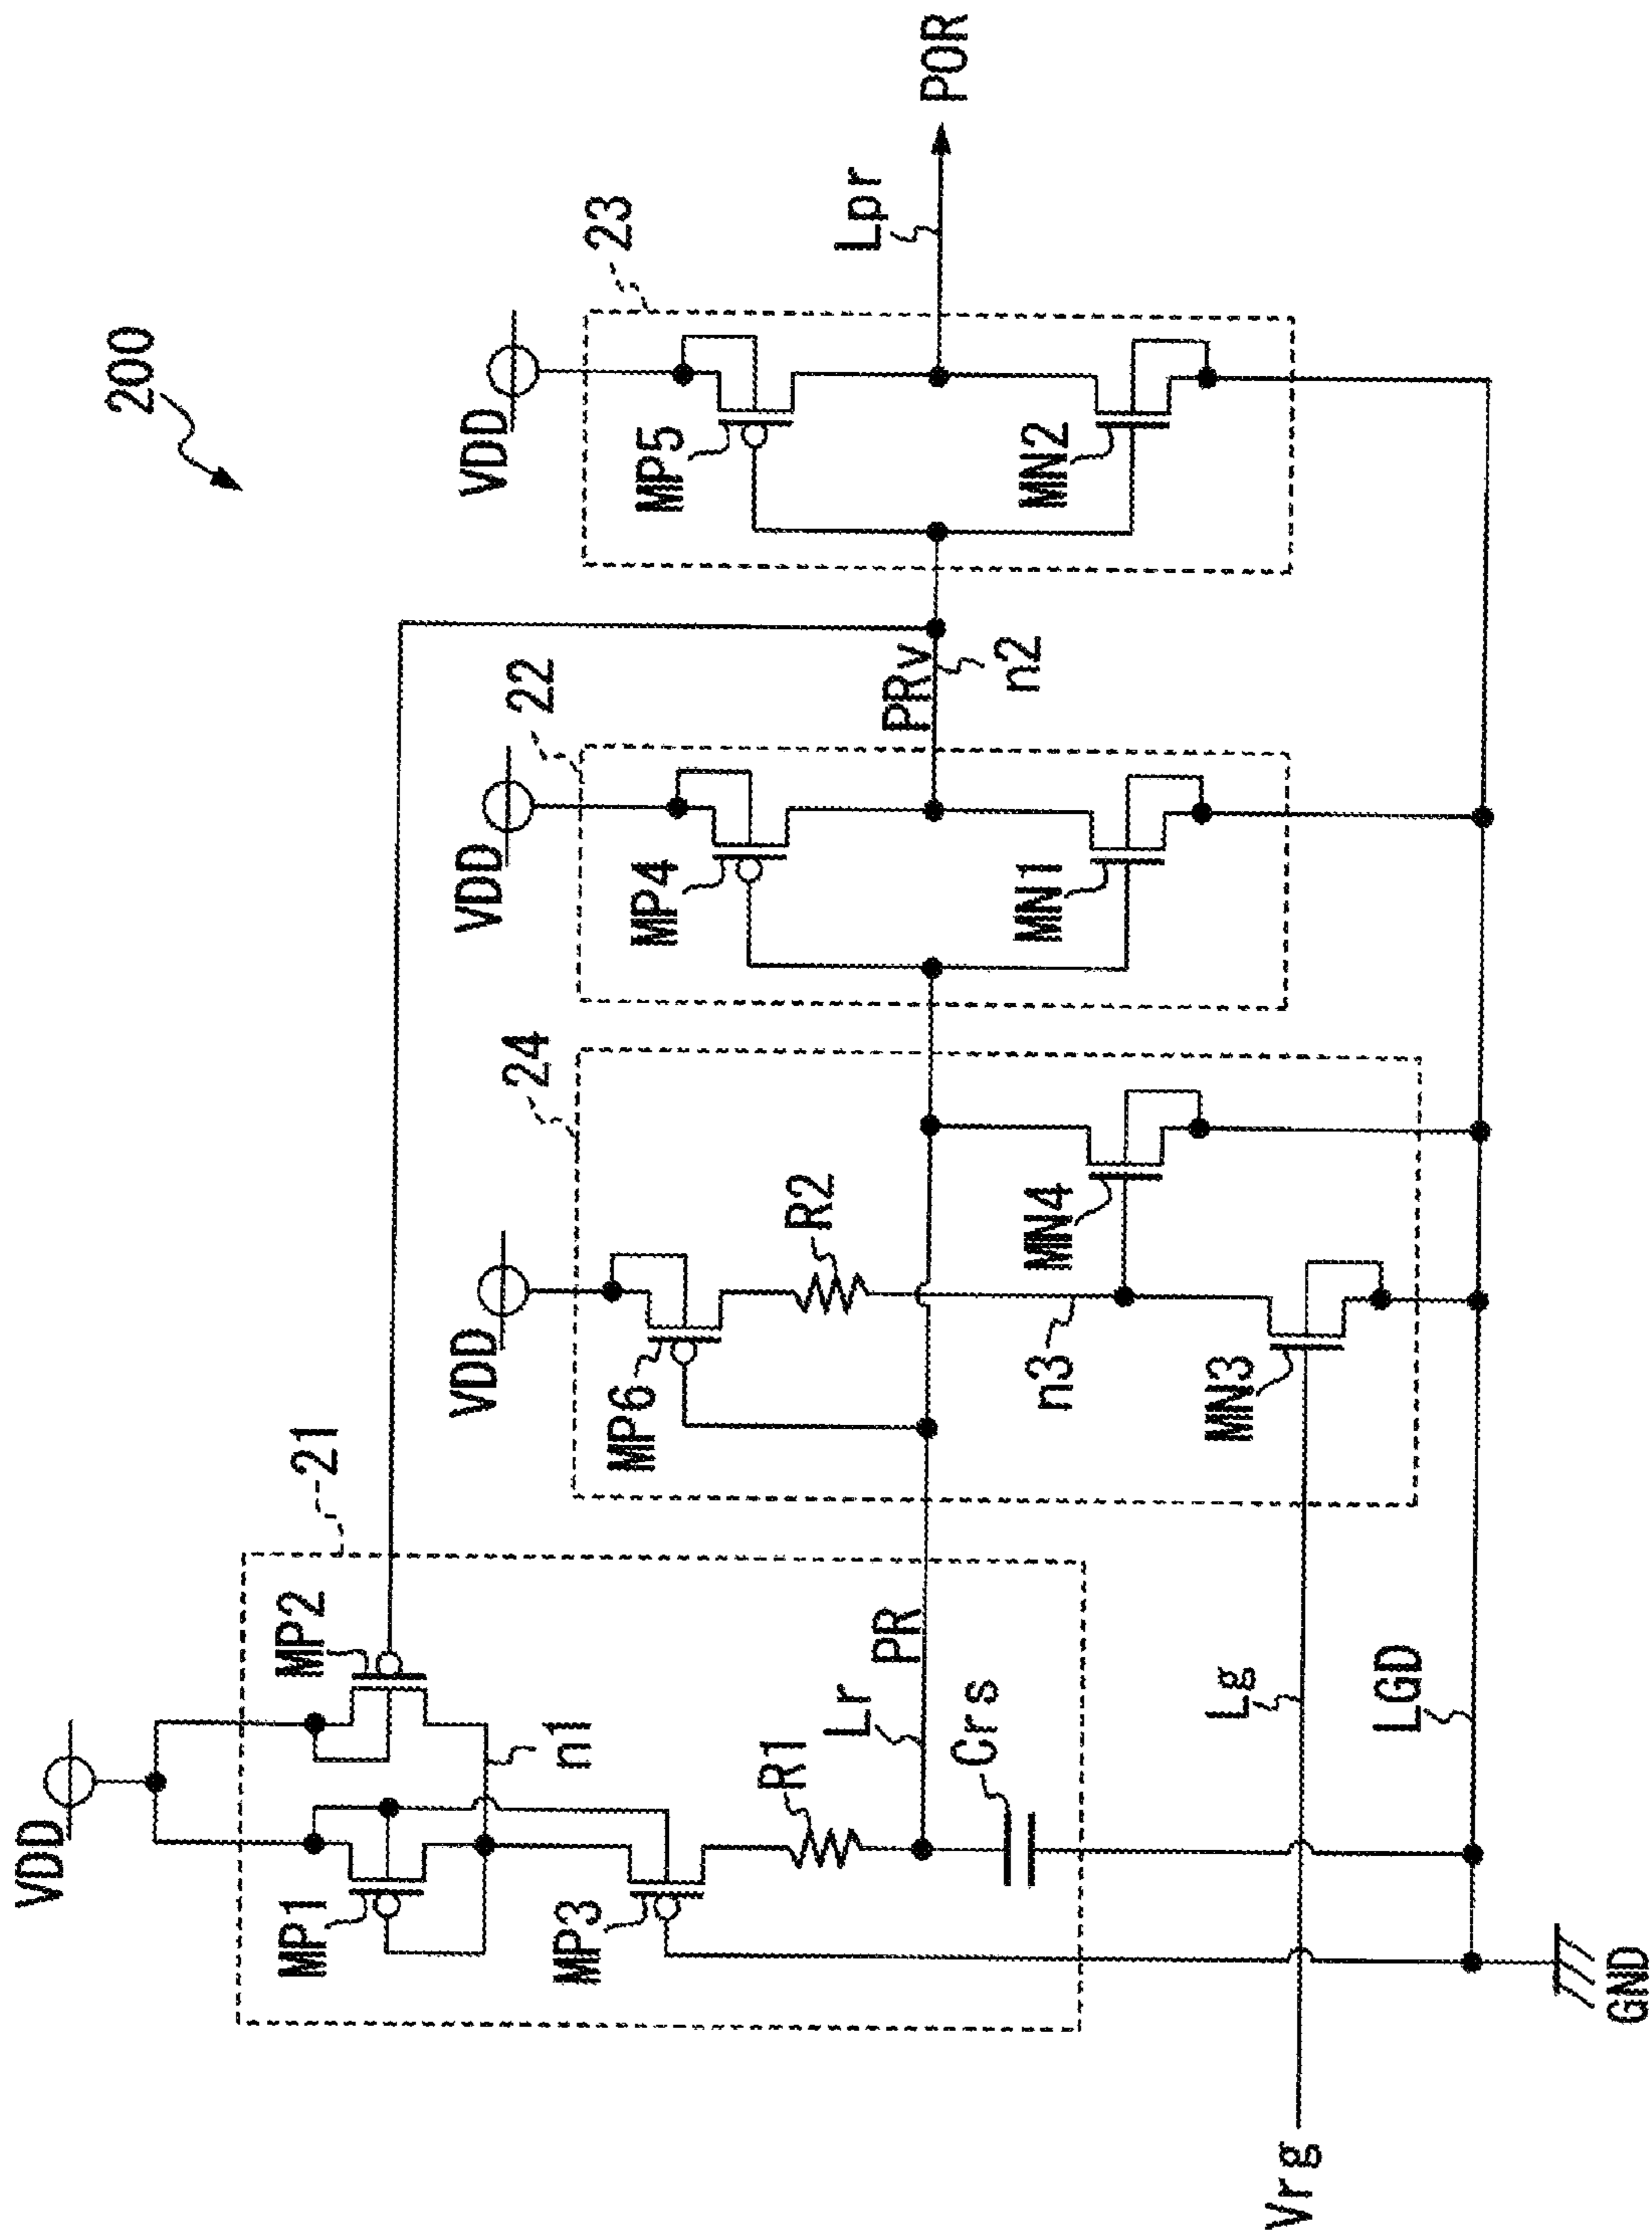 200
VDD
VDD
VDD
VDD
21
24
22
23
MP1
MP2
MP3
MP6
MP4
MP5
n1
R1
R2
Lr
PR
PRv
n2
Lpr
POR
Crs
n3
MN4
MN1
MN2
MN3
Vrg
Lg
LGD
GND